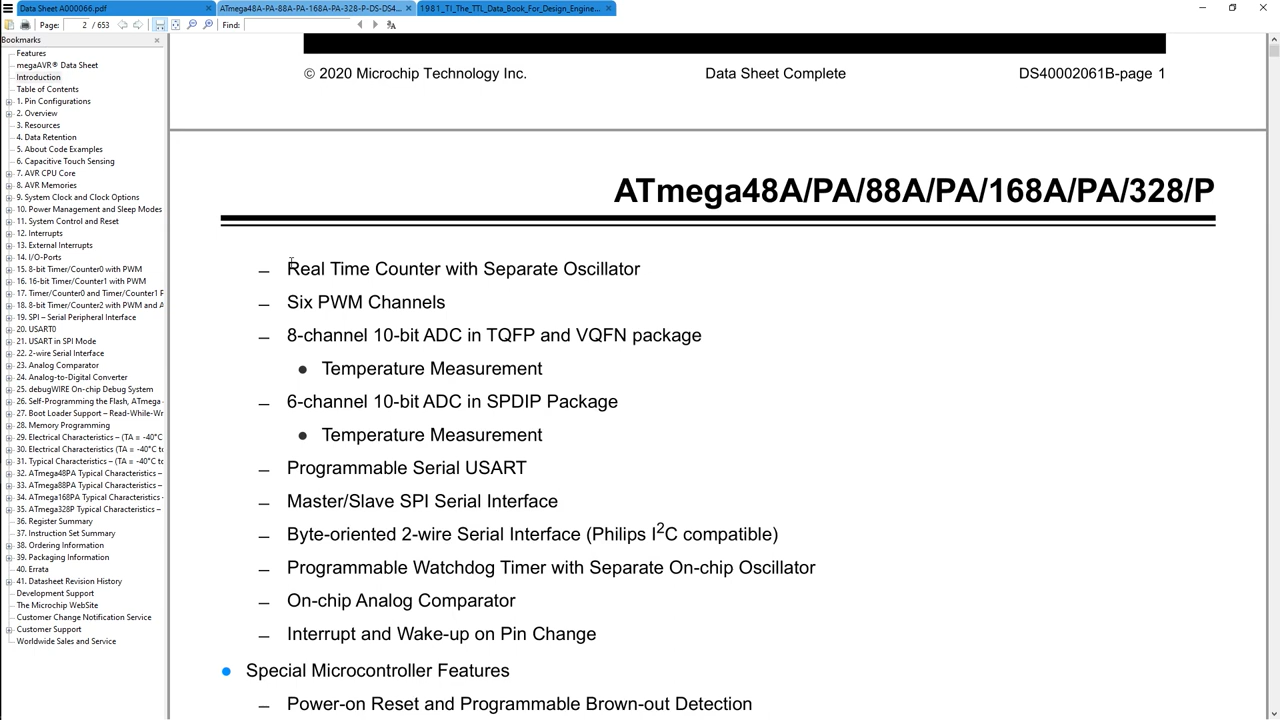 Data Sheet A000066.pdf
ATmega48A-PA-88A-PA-168A-PA-328-P-DS-DS4...
1981_TI_The_TTL_Data_Book_For_Design_Engine...
Page: 2 / 653 Find:
Bookmarks
Features
megaAVR® Data Sheet
Introduction
Table of Contents
1. Pin Configurations
2. Overview
3. Resources
4. Data Retention
5. About Code Examples
6. Capacitive Touch Sensing
7. AVR CPU Core
8. AVR Memories
9. System Clock and Clock Options
10. Power Management and Sleep Modes
11. System Control and Reset
12. Interrupts
13. External Interrupts
14. I/O-Ports
15. 8-bit Timer/Counter0 with PWM
16. 16-bit Timer/Counter1 with PWM
17. Timer/Counter0 and Timer/Counter1 P
18. 8-bit Timer/Counter2 with PWM and A
19. SPI – Serial Peripheral Interface
20. USART0
21. USART in SPI Mode
22. 2-wire Serial Interface
23. Analog Comparator
24. Analog-to-Digital Converter
25. debugWIRE On-chip Debug System
26. Self-Programming the Flash, ATmega
27. Boot Loader Support – Read-While-Wr
28. Memory Programming
29. Electrical Characteristics – (TA = -40°C
30. Electrical Characteristics (TA = -40°C to
31. Typical Characteristics – (TA = -40°C to
32. ATmega48PA Typical Characteristics –
33. ATmega88PA Typical Characteristics –
34. ATmega168PA Typical Characteristics
35. ATmega328P Typical Characteristics –
36. Register Summary
37. Instruction Set Summary
38. Ordering Information
39. Packaging Information
40. Errata
41. Datasheet Revision History
Development Support
The Microchip WebSite
Customer Change Notification Service
Customer Support
Worldwide Sales and Service
© 2020 Microchip Technology Inc. Data Sheet Complete DS40002061B-page 1
ATmega48A/PA/88A/PA/168A/PA/328/P
– Real Time Counter with Separate Oscillator
– Six PWM Channels
– 8-channel 10-bit ADC in TQFP and VQFN package
● Temperature Measurement
– 6-channel 10-bit ADC in SPDIP Package
● Temperature Measurement
– Programmable Serial USART
– Master/Slave SPI Serial Interface
– Byte-oriented 2-wire Serial Interface (Philips I²C compatible)
– Programmable Watchdog Timer with Separate On-chip Oscillator
– On-chip Analog Comparator
– Interrupt and Wake-up on Pin Change
● Special Microcontroller Features
– Power-on Reset and Programmable Brown-out Detection